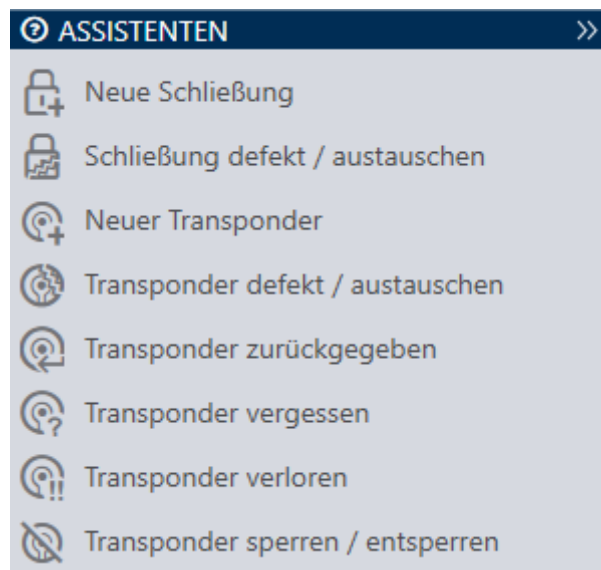 ASSISTENTEN
Neue Schließung
Schließung defekt / austauschen
Neuer Transponder
Transponder defekt / austauschen
Transponder zurückgegeben
Transponder vergessen
Transponder verloren
Transponder sperren / entsperren